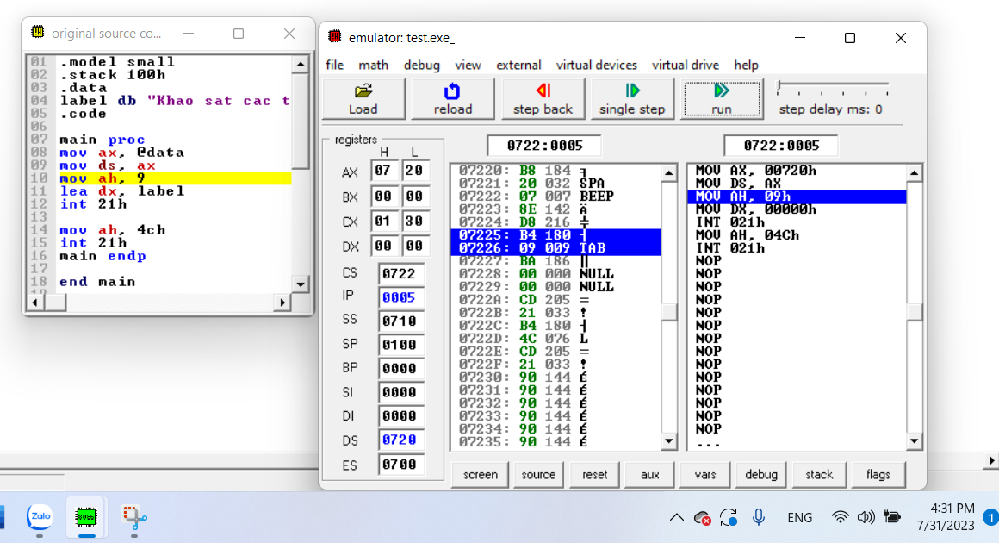 original source co...
01 .model small
02 .stack 100h
03 .data
04 label db "Khao sat cac t
05 .code
06
07 main proc
08 mov ax, @data
09 mov ds, ax
10 mov ah, 9
11 lea dx, label
12 int 21h
13
14 mov ah, 4ch
15 int 21h
16 main endp
17
18 end main
emulator: test.exe_
file math debug view external virtual devices virtual drive help
Load reload step back single step run step delay ms: 0
registers
H L
AX 07 20
BX 00 00
CX 01 30
DX 00 00
CS 0722
IP 0005
SS 0710
SP 0100
BP 0000
SI 0000
DI 0000
DS 0720
ES 0700
0722:0005
07220: B8 184 ╕
07221: 20 032 SPA
07222: 07 007 BEEP
07223: 8E 142 Ä
07224: D8 216 ╪
07225: B4 180 ┤
07226: 09 009 TAB
07227: BA 186 ║
07228: 00 000 NULL
07229: 00 000 NULL
0722A: CD 205 =
0722B: 21 033 !
0722C: B4 180 ┤
0722D: 4C 076 L
0722E: CD 205 =
0722F: 21 033 !
07230: 90 144 É
07231: 90 144 É
07232: 90 144 É
07233: 90 144 É
07234: 90 144 É
07235: 90 144 É
0722:0005
MOV AX, 00720h
MOV DS, AX
MOV AH, 09h
MOV DX, 00000h
INT 021h
MOV AH, 04Ch
INT 021h
NOP
NOP
NOP
NOP
NOP
NOP
NOP
NOP
NOP
NOP
NOP
NOP
NOP
NOP
...
screen source reset aux vars debug stack flags
Zalo
8086
ENG
4:31 PM
7/31/2023
1